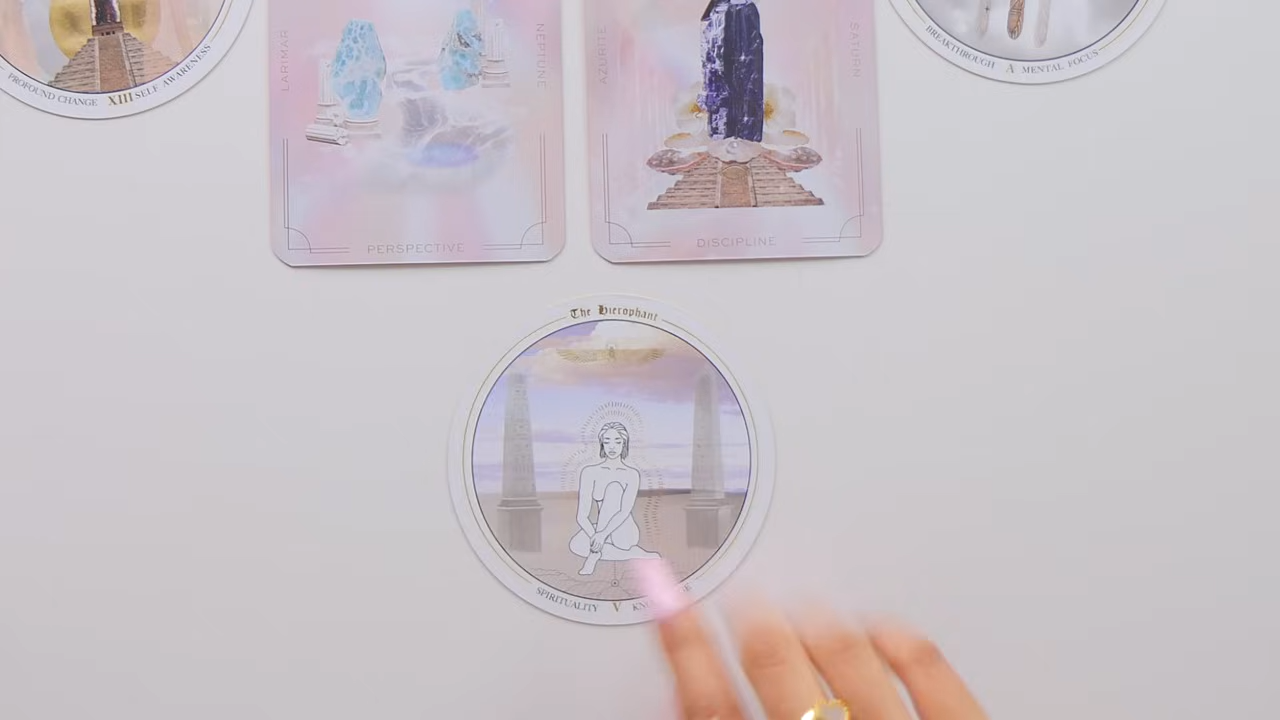 PROFOUND CHANGE XIII SELF AWARENESS
LARIMAR
NEPTUNE
PERSPECTIVE
AZURITE
SATURN
DISCIPLINE
BREAKTHROUGH A MENTAL FOCUS
The Hierophant
SPIRITUALITY V